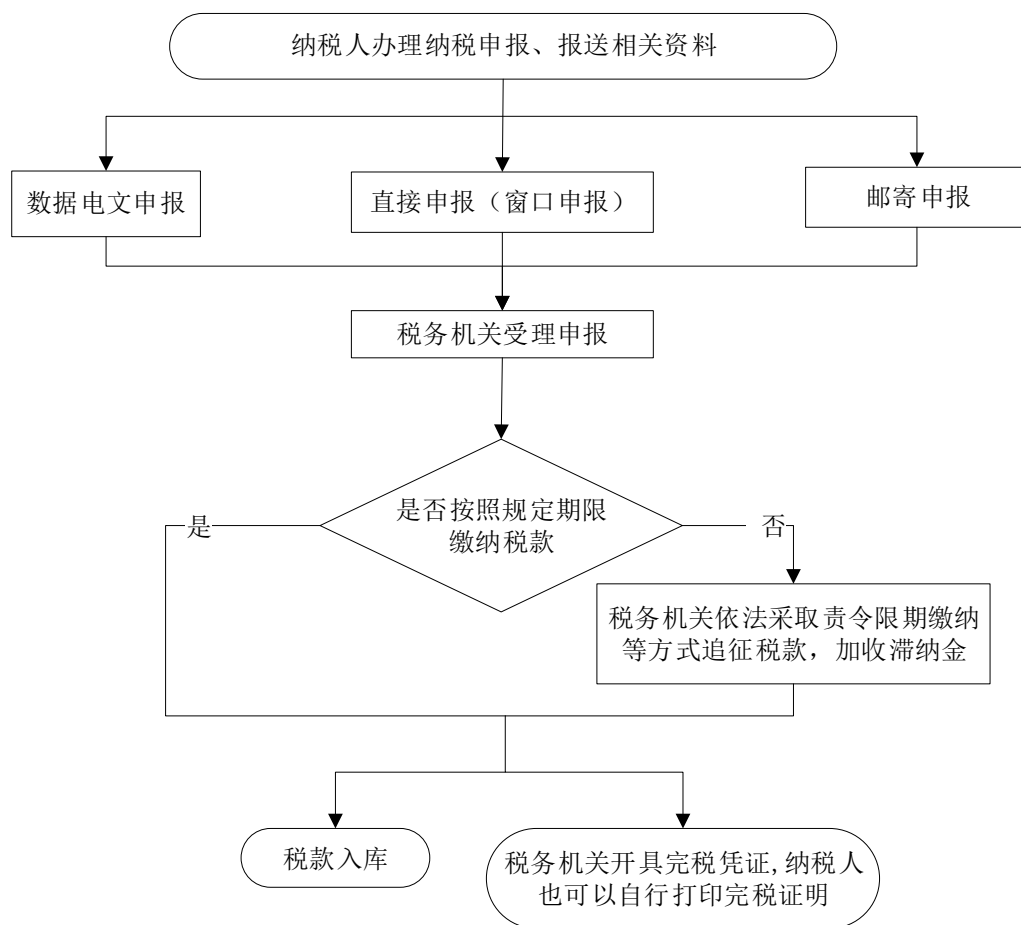 纳税人办理纳税申报、报送相关资料
数据电文申报
直接申报（窗口申报）
邮寄申报
税务机关受理申报
是否按照规定期限
缴纳税款
是
否
税务机关依法采取责令限期缴纳
等方式追征税款，加收滞纳金
税款入库
税务机关开具完税凭证,纳税人
也可以自行打印完税证明